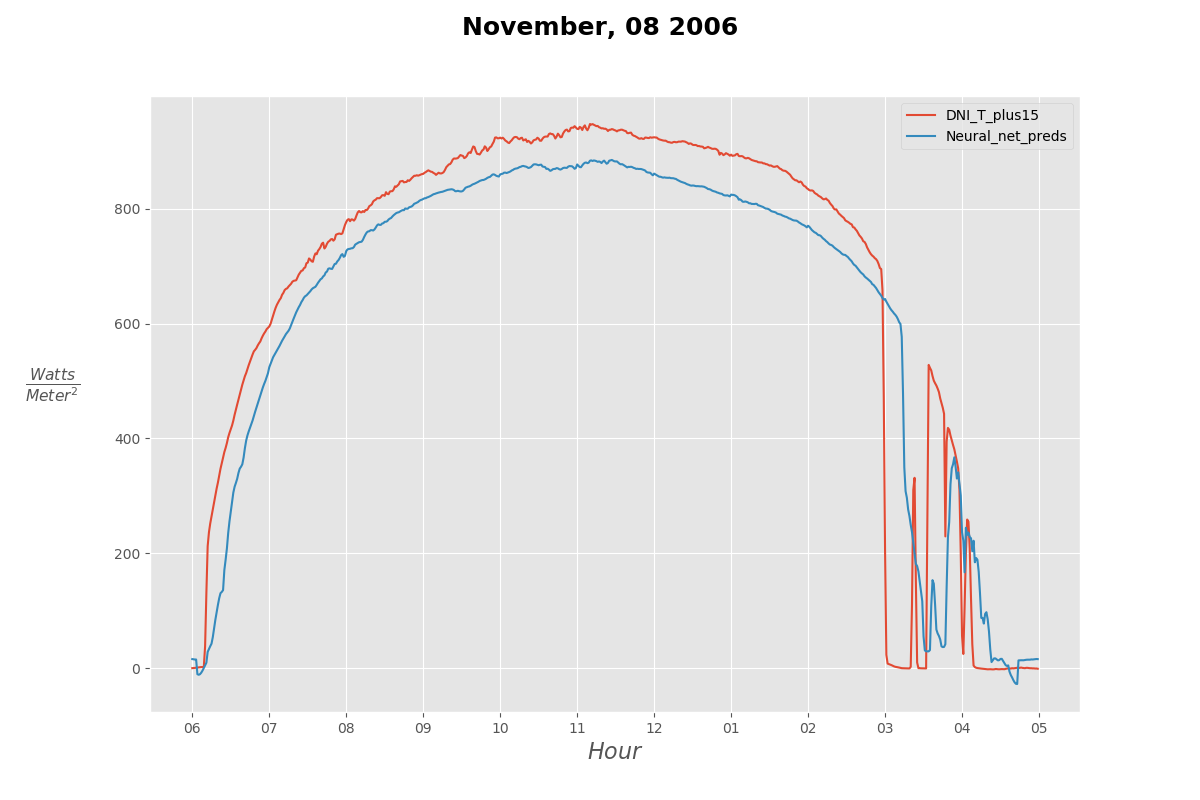 November, 08 2006
DNI_T_plus15
Neural_net_preds
800
600
400
200
0
Watts
Meter²
06 07 08 09 10 11 12 01 02 03 04 05
Hour